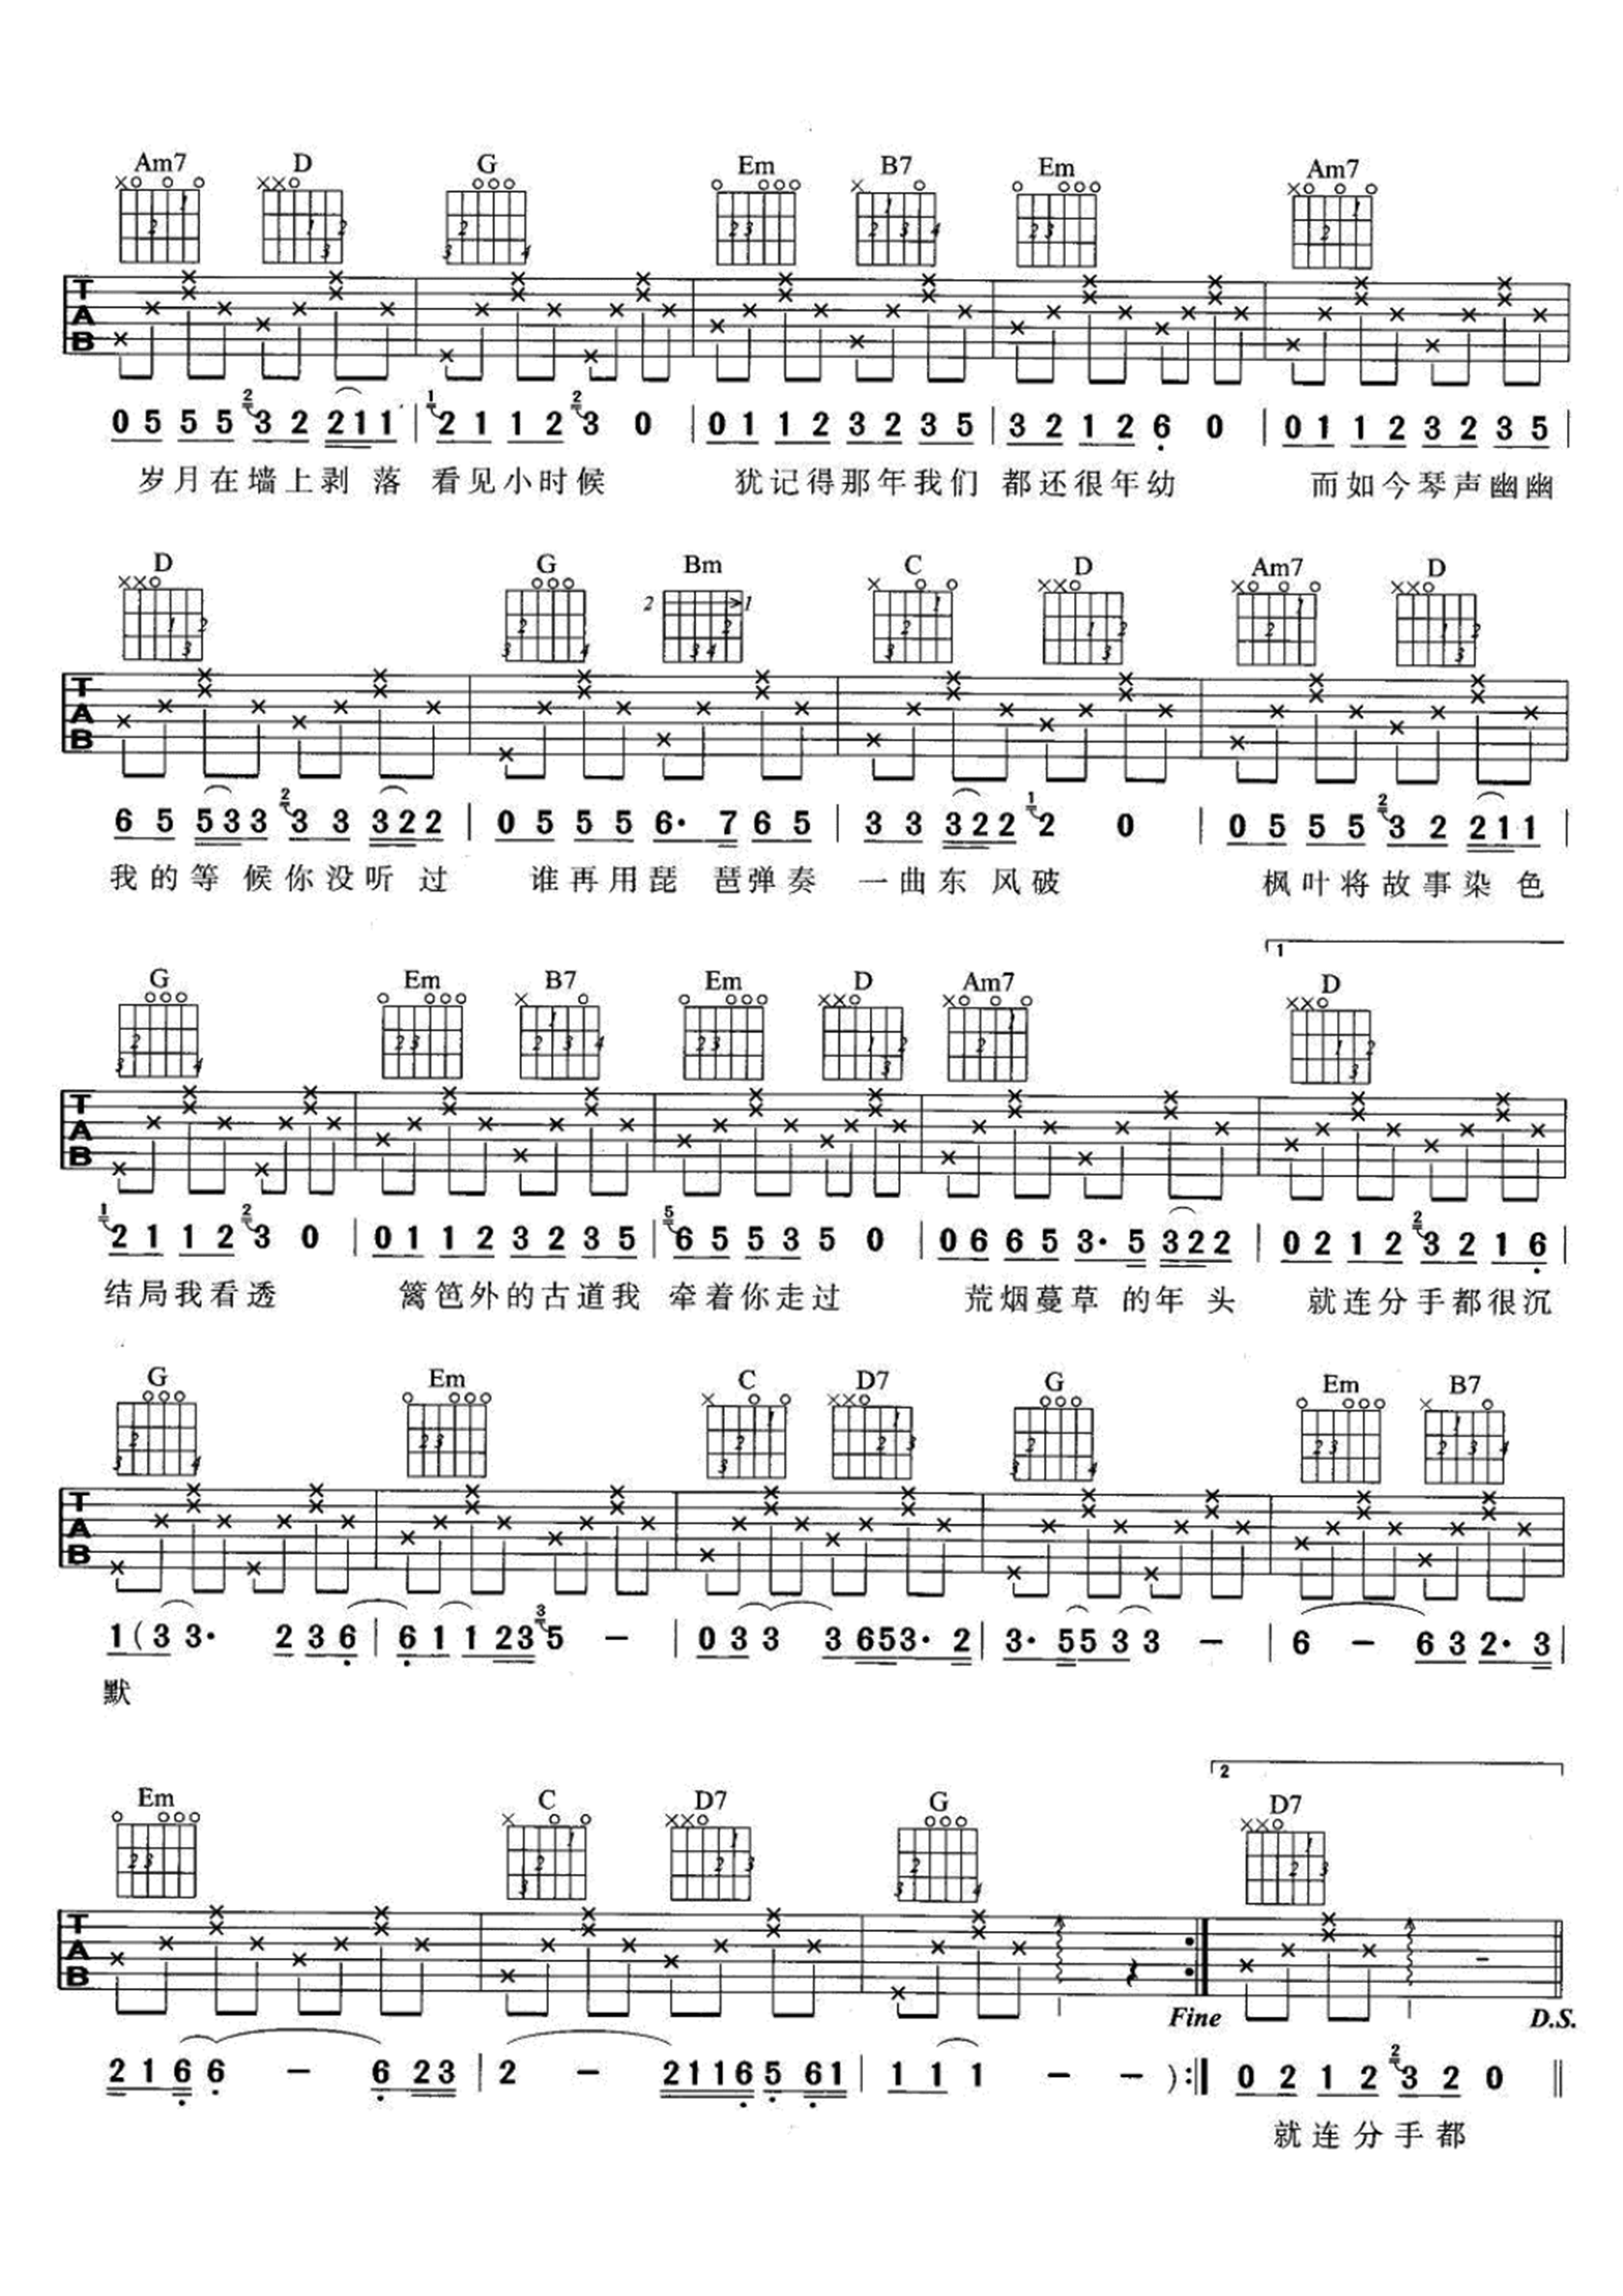 Am7 D G Em B7 Em Am7
T A B
0 5 5 5 2 3 2 2 1 1 | 1 2 1 1 2 2 3 0 | 0 1 1 2 3 2 3 5 | 3 2 1 2 6 0 | 0 1 1 2 3 2 3 5 |
岁月在墙上剥 落 看见小时候 犹记得那年我们 都还很年幼 而如今琴声幽幽
D G Bm C D Am7 D
T A B
6 5 5 3 3 2 3 3 3 2 2 | 0 5 5 5 6· 7 6 5 | 3 3 3 2 2 1 2 0 | 0 5 5 5 2 3 2 2 1 1 |
我的等 候你没听 过 谁再用琵 琶弹奏 一曲东 风破 枫叶将故事染 色
1
G Em B7 Em D Am7 D
T A B
1 2 1 1 2 2 3 0 | 0 1 1 2 3 2 3 5 | 5 6 5 5 3 5 0 | 0 6 6 5 3· 5 3 2 2 | 0 2 1 2 2 3 2 1 6 |
结局我看透 篱笆外的古道我 牵着你走过 荒烟蔓草 的年 头 就连分手都很沉
G Em C D7 G Em B7
T A B
1 ( 3 3· 2 3 6 | 6 1 1 2 3 3 5 – | 0 3 3 3 6 5 3· 2 | 3· 5 5 3 3 – | 6 – 6 3 2· 3 |
默
2
Em C D7 G D7
T A B
Fine D.S.
2 1 6 6 – 6 2 3 | 2 – 2 1 1 6 5 6 1 | 1 1 1 – – ) :‖ 0 2 1 2 2 3 2 0 ‖
就连分手都